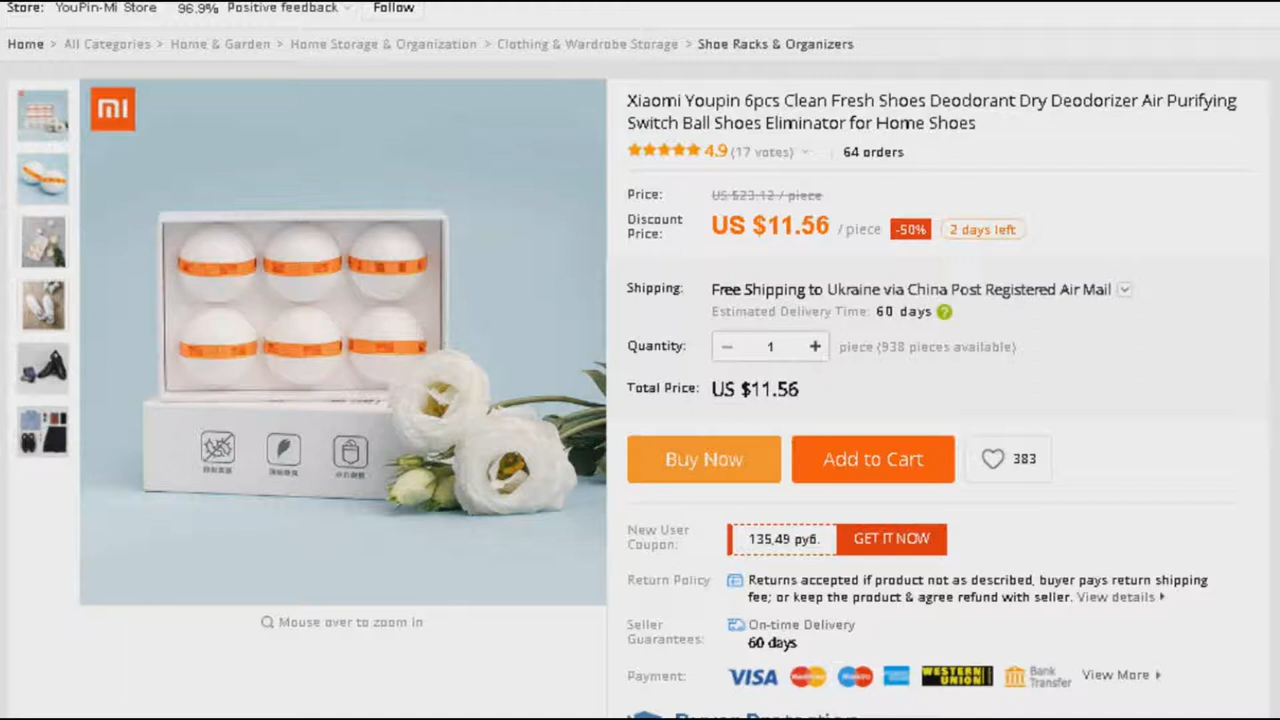 Store: YouPin-Mi Store 96.9% Positive feedback Follow
Home > All Categories > Home & Garden > Home Storage & Organization > Clothing & Wardrobe Storage > Shoe Racks & Organizers
mi
Xiaomi Youpin 6pcs Clean Fresh Shoes Deodorant Dry Deodorizer Air Purifying
Switch Ball Shoes Eliminator for Home Shoes
4.9 (17 votes) 64 orders
Price: US $23.12 / piece
Discount
Price: US $11.56 / piece -50% 2 days left
Shipping: Free Shipping to Ukraine via China Post Registered Air Mail
Estimated Delivery Time: 60 days ?
Quantity: − 1 + piece (938 pieces available)
Total Price: US $11.56
Buy Now Add to Cart 383
New User
Coupon: 135,49 руб. GET IT NOW
Return Policy Returns accepted if product not as described, buyer pays return shipping
fee; or keep the product & agree refund with seller. View details
Mouse over to zoom in
Seller
Guarantees: On-time Delivery
60 days
Payment: VISA MasterCard Maestro WESTERN UNION Bank Transfer View More
Buyer Protection